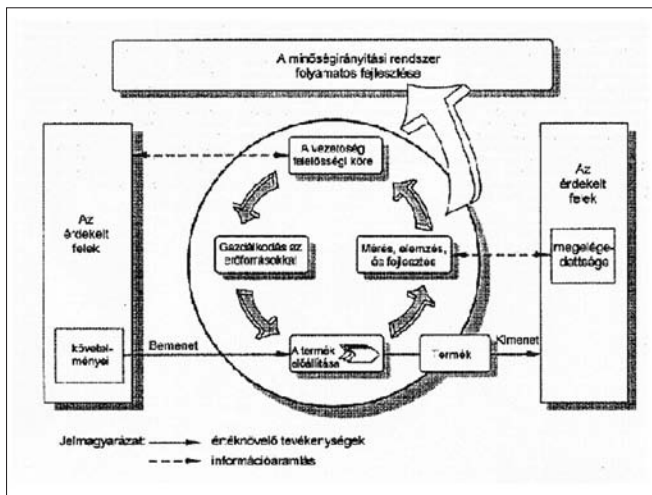 A minőségirányítási rendszer
folyamatos fejlesztése
Az
érdekelt
felek
követel-
ményei
A vezetőség
felelősségi köre
Gazdálkodás az
erőforrásokkal
Mérés, elemzés,
és fejlesztés
Bemenet
A termék
előállítása
Termék
Kimenet
Az
érdekelt
felek
megelége-
dettsége
Jelmagyarázat:
értéknövelő tevékenységek
információáramlás